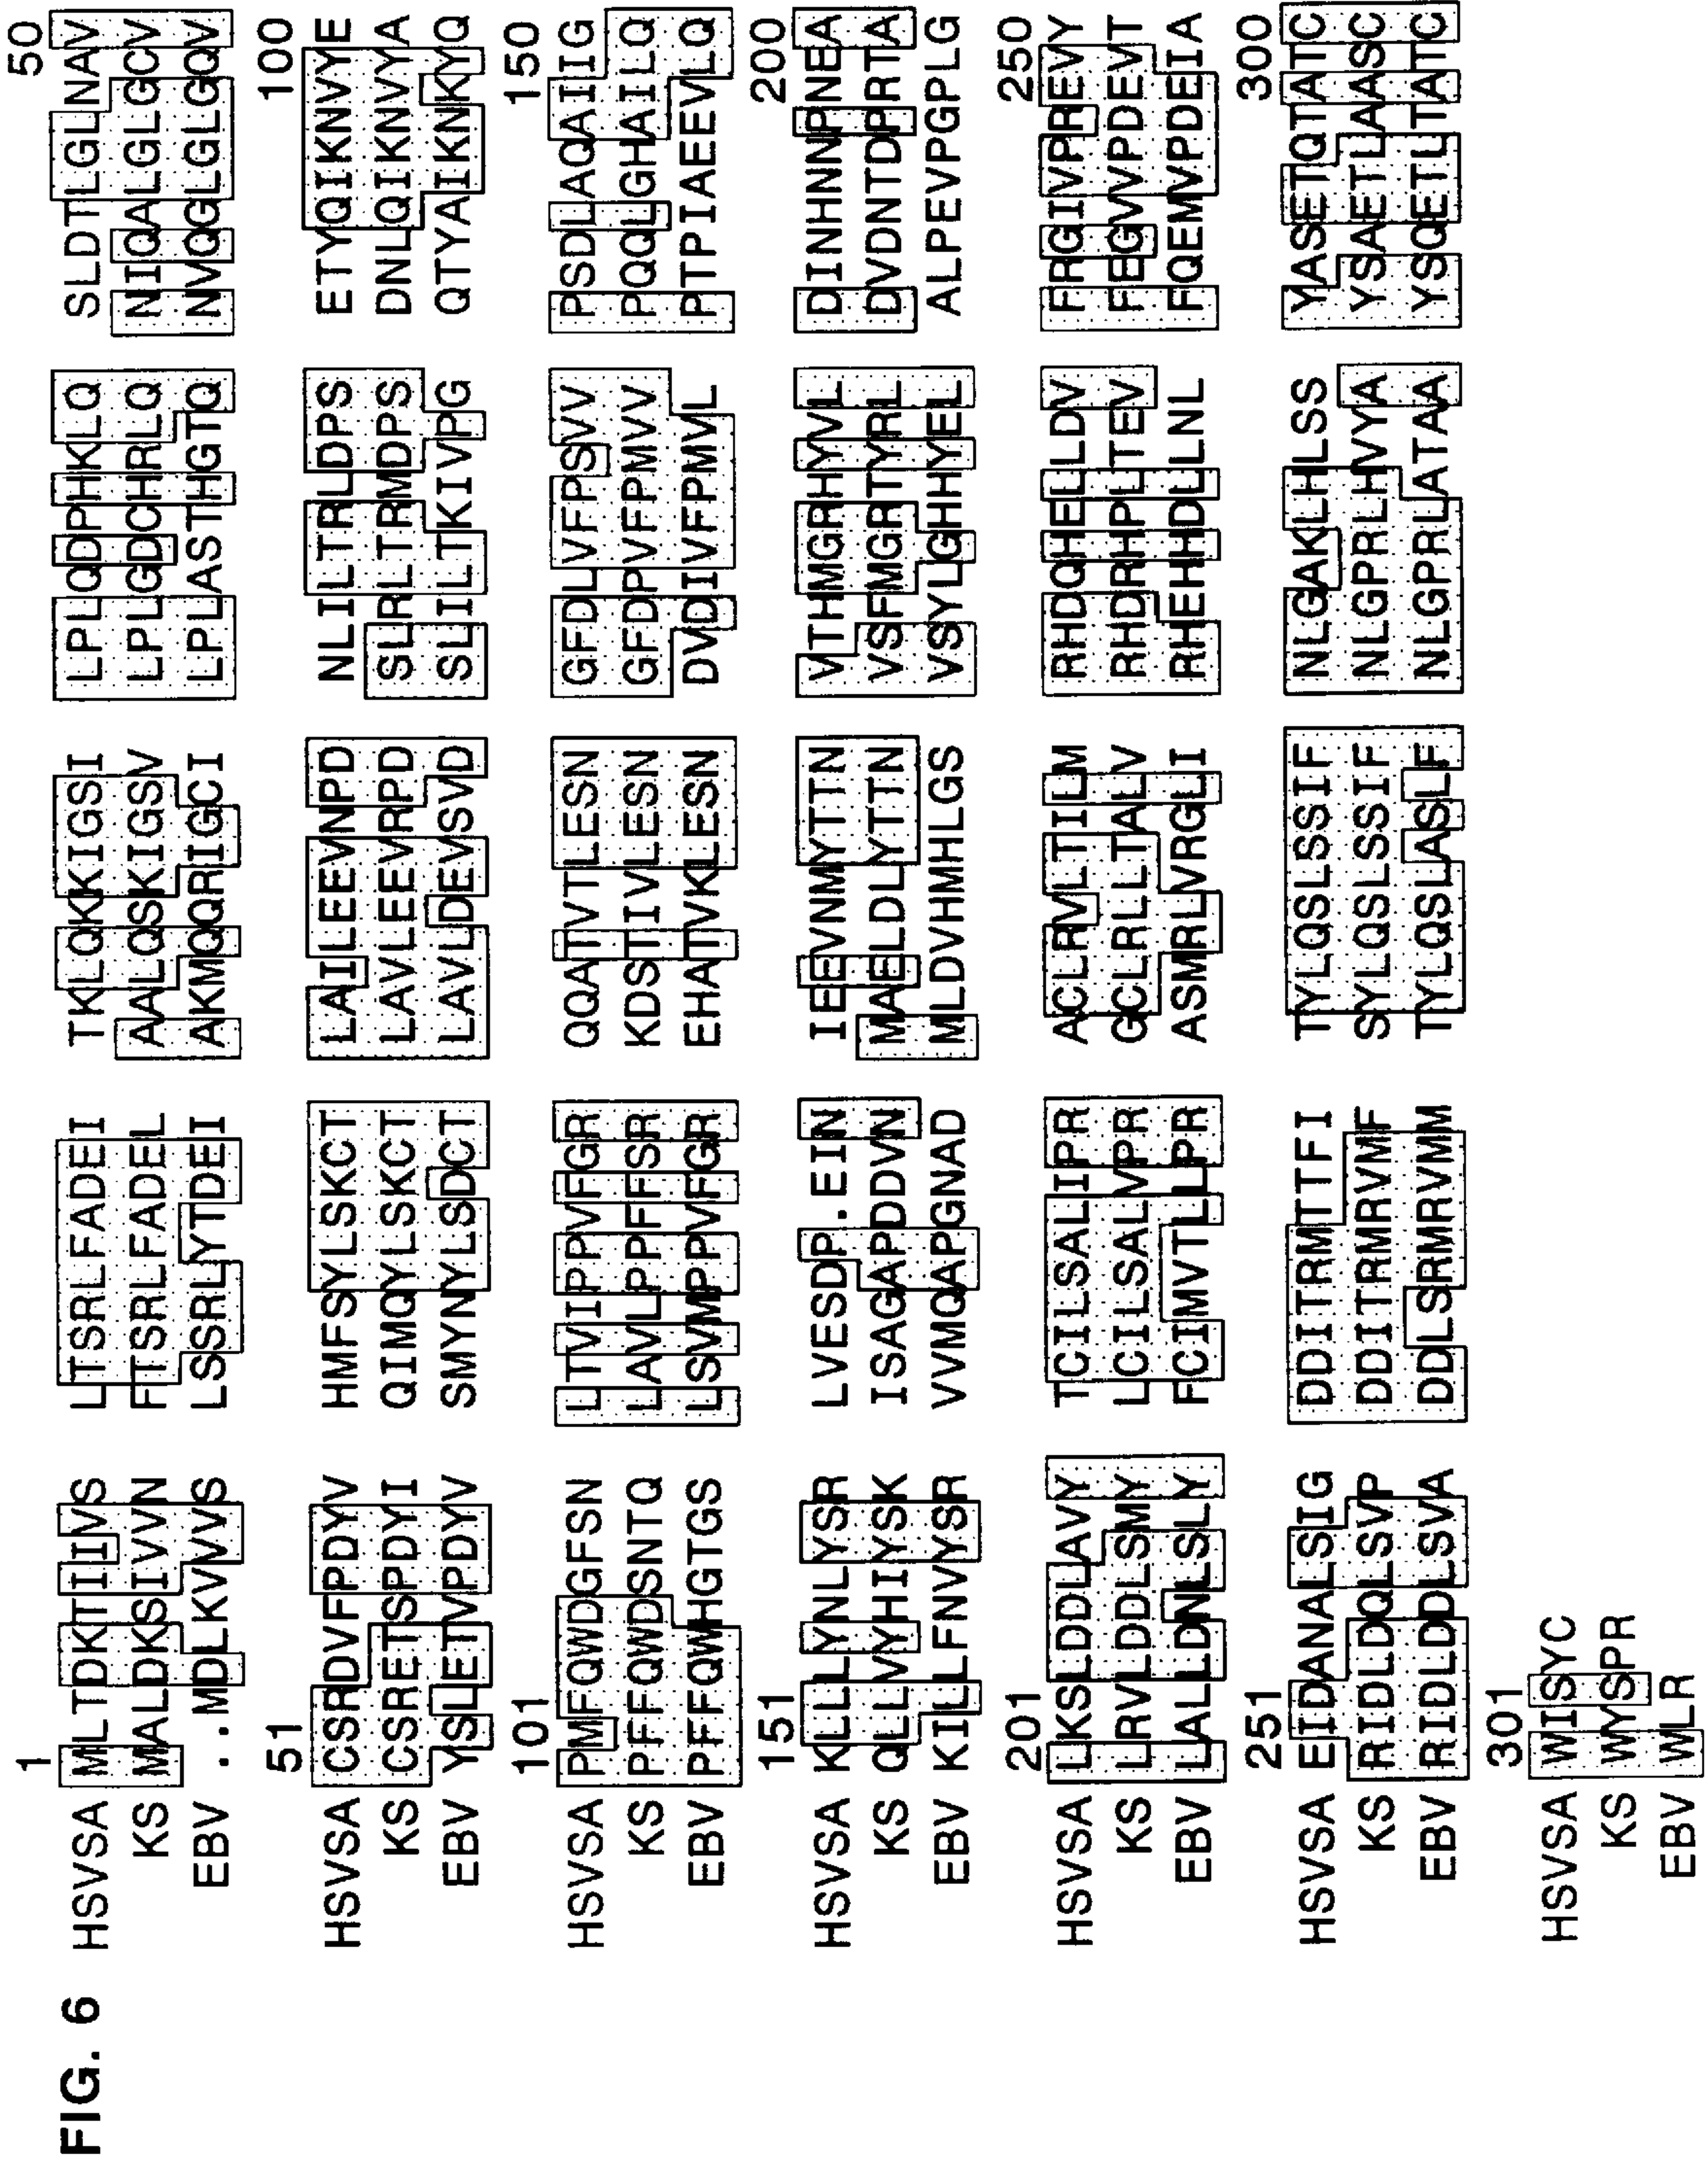 FIG. 6
1 50
HSVSA MLTDKTIIVS LTSRLFADEI TKLQKKIGSI LPLQDPHKLQ SLDTLGLNAV
KS MALDKSIVVN FTSRLFADEL AALQSKIGSV LPLGDCHRLQ NIQALGLGCV
EBV ..MDLKVVVS LSSRLYTDEI AKMQQRIGCI LPLASTHGTQ NVQGLGLGQV
51 100
HSVSA CSRDVFPDYV HMFSYLSKCT LAILEEVNPD NLILTRLDPS ETYQIKNVYE
KS CSRETSPDYI QIMQYLSKCT LAVLEEVRPD SLRLTRMDPS DNLQIKNVYA
EBV YSLETVPDYV SMYNYLSDCT LAVLDEVSVD SLILTKIVPG QTYAIKNKYQ
101 150
HSVSA PMFQWDGFSN LTVIPPVFGR QQATVTLESN GFDLVFPSVV PSDLAQAIIG
KS PFFQWDSNTQ LAVLPPFFSR KDSTIVLESN GFDPVFPMVV PQQLGHAILQ
EBV PFFQWHGTGS LSVMPPVFGR EHATVKLESN DVDIVFPMVL PTPIAEEVLQ
151 200
HSVSA KLLLYNLYSR LVESDP.EIN IEEVNMYTTN VTHMGRHYVL DINHNNPNEA
KS QLLVYHIYSK ISAGAPDDVN MAELDLYTTN VSFMGRTYRL DVDNTDPRTA
EBV KILLFNVYSR VVMQAPGNAD MLDVHMHLGS VSYLGHHYEL ALPEVPGPLG
201 250
HSVSA LKSLDDLAVY TCILSALIPR ACLRVLTILM RHDQHELLDV FRGIVPREVY
KS LRVLDDLSMY LCILSALVPR GCLRLLTALV RHDRHPLTEV FEGVVPDEVT
EBV LALLDNLSLY FCIMVTLLPR ASMRLVRGLI RHEHHDLLNL FQEMVPDEIA
251 300
HSVSA EIDANALSIG DDITRMTTFI TYLQSLSSIF NLGAKLHLSS YASETQTATC
KS RIDLDQLSVP DDITRMRVMF SYLQSLSSIF NLGPRLHVYA YSAETLAASC
EBV RIDLDDLSVA DDLSRMRVMM TYLQSLASLF NLGPRLATAA YSQETLTATC
301
HSVSA WISYC
KS WYSPR
EBV WLR